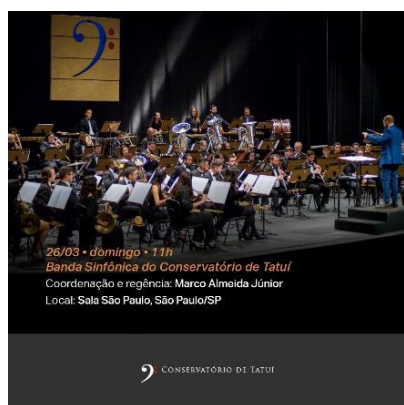 26/03 • domingo • 11h
Banda Sinfônica do Conservatório de Tatuí
Coordenação e regência: Marco Almeida Júnior
Local: Sala São Paulo, São Paulo/SP
CONSERVATÓRIO DE TATUÍ